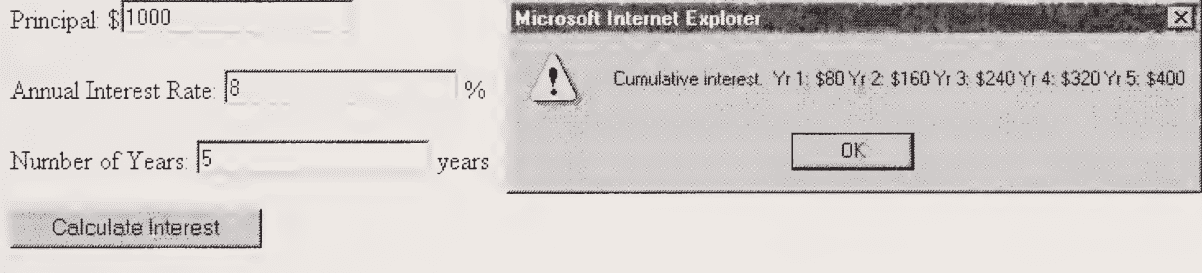 Principal: $ 1000
Annual Interest Rate: 8 %
Number of Years: 5 years
Calculate Interest
Microsoft Internet Explorer
Cumulative interest. Yr 1: $80 Yr 2: $160 Yr 3: $240 Yr 4: $320 Yr 5: $400
OK